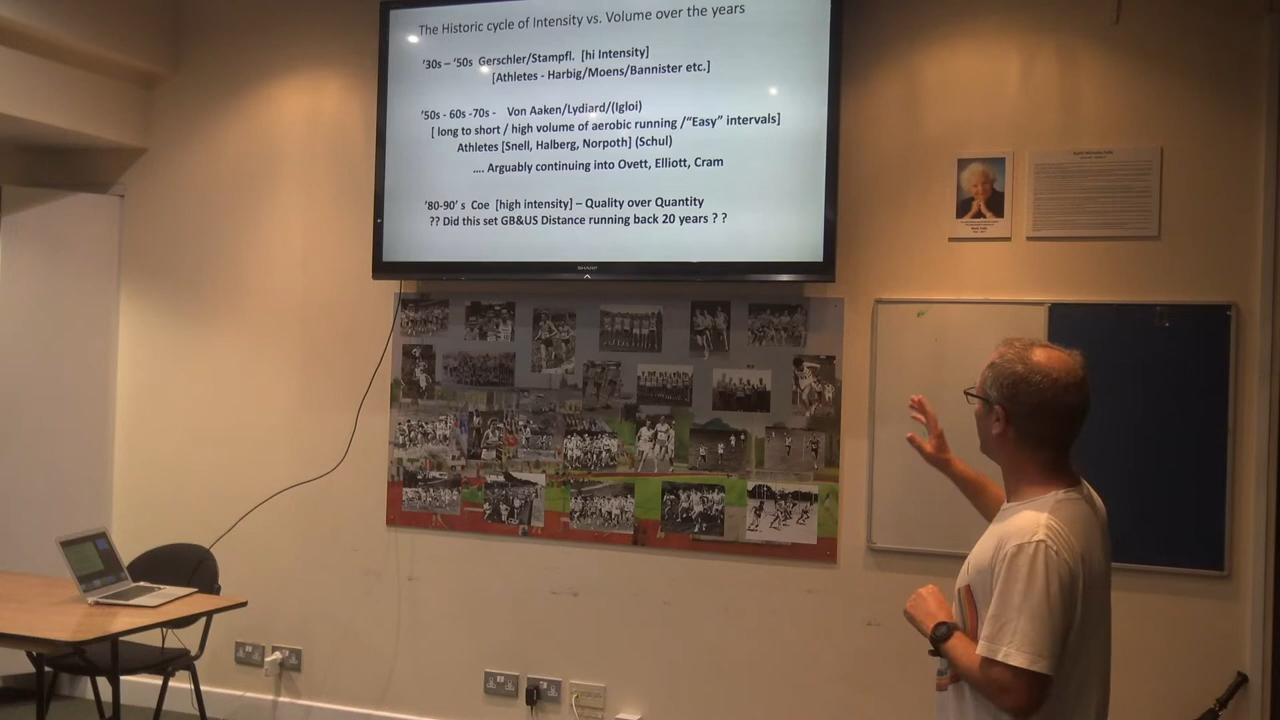 The Historic cycle of Intensity vs. Volume over the years
'30s – '50s Gerschler/Stampfl. [hi Intensity]
[Athletes - Harbig/Moens/Bannister etc.]
'50s - 60s -70s - Von Aaken/Lydiard/(Igloi)
[ long to short / high volume of aerobic running /"Easy" intervals]
Athletes [Snell, Halberg, Norpoth] (Schul)
.... Arguably continuing into Ovett, Elliott, Cram
'80-90' s Coe [high intensity] – Quality over Quantity
?? Did this set GB&US Distance running back 20 years ? ?
SHARP